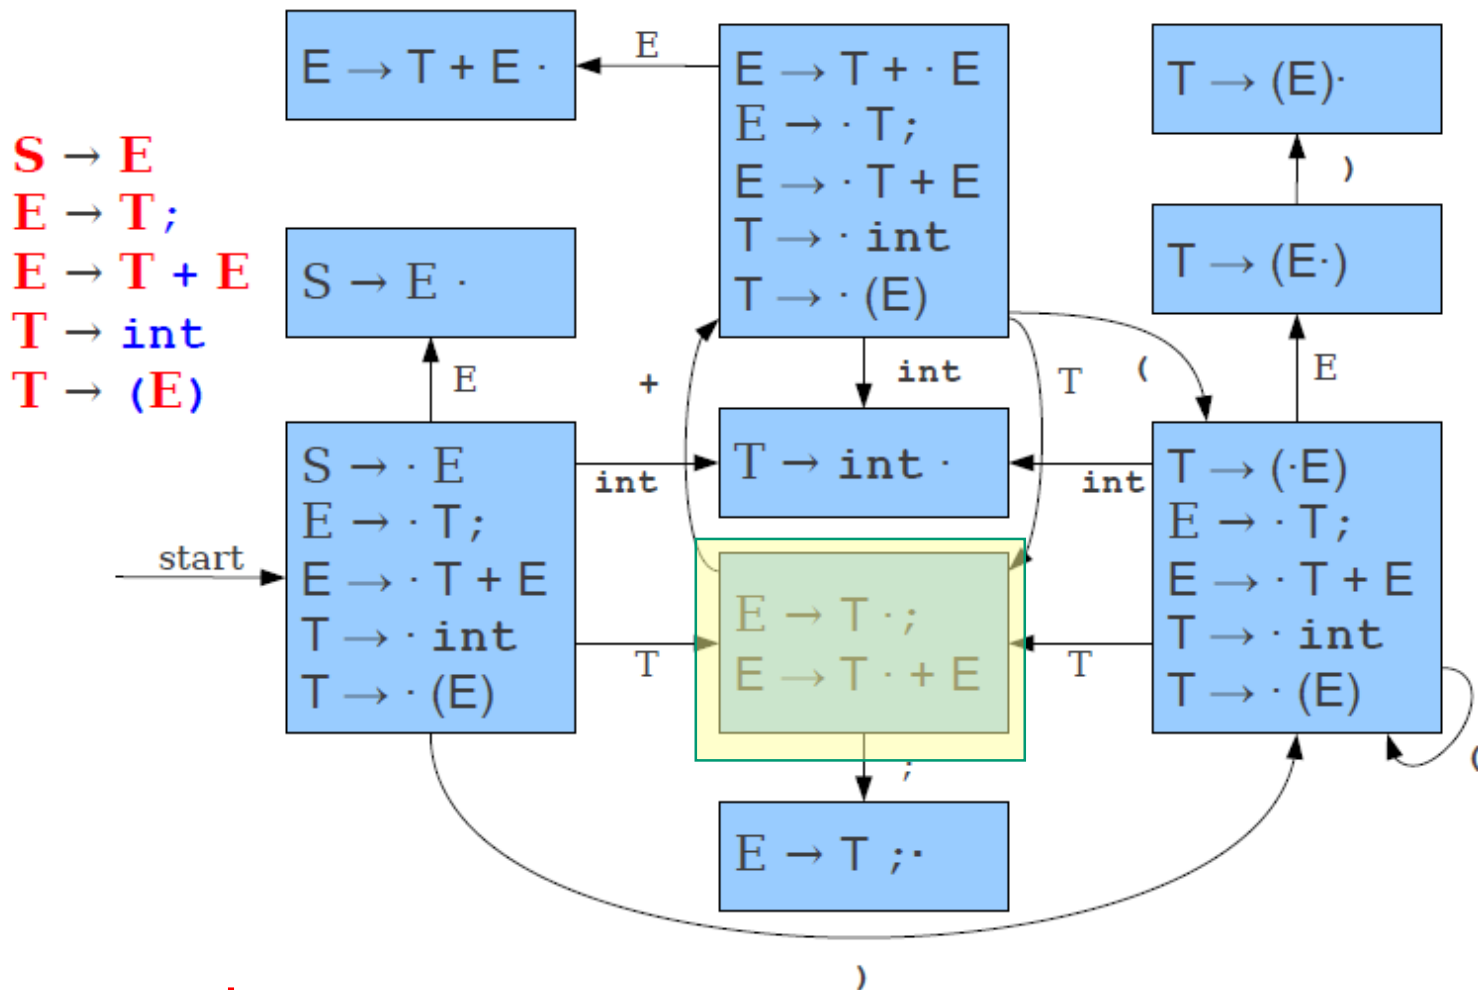 S → E
E → T ;
E → T + E
T → int
T → (E)
E → T + E ·
E
E → T + · E
E → · T ;
E → · T + E
T → · int
T → · (E)
T → (E)·
)
T → (E·)
S → E ·
E
+
int
T
(
E
start
S → · E
E → · T ;
E → · T + E
T → · int
T → · (E)
int
T → int ·
int
T → (·E)
E → · T ;
E → · T + E
T → · int
T → · (E)
T
E → T · ;
E → T · + E
T
(
;
E → T ; ·
)